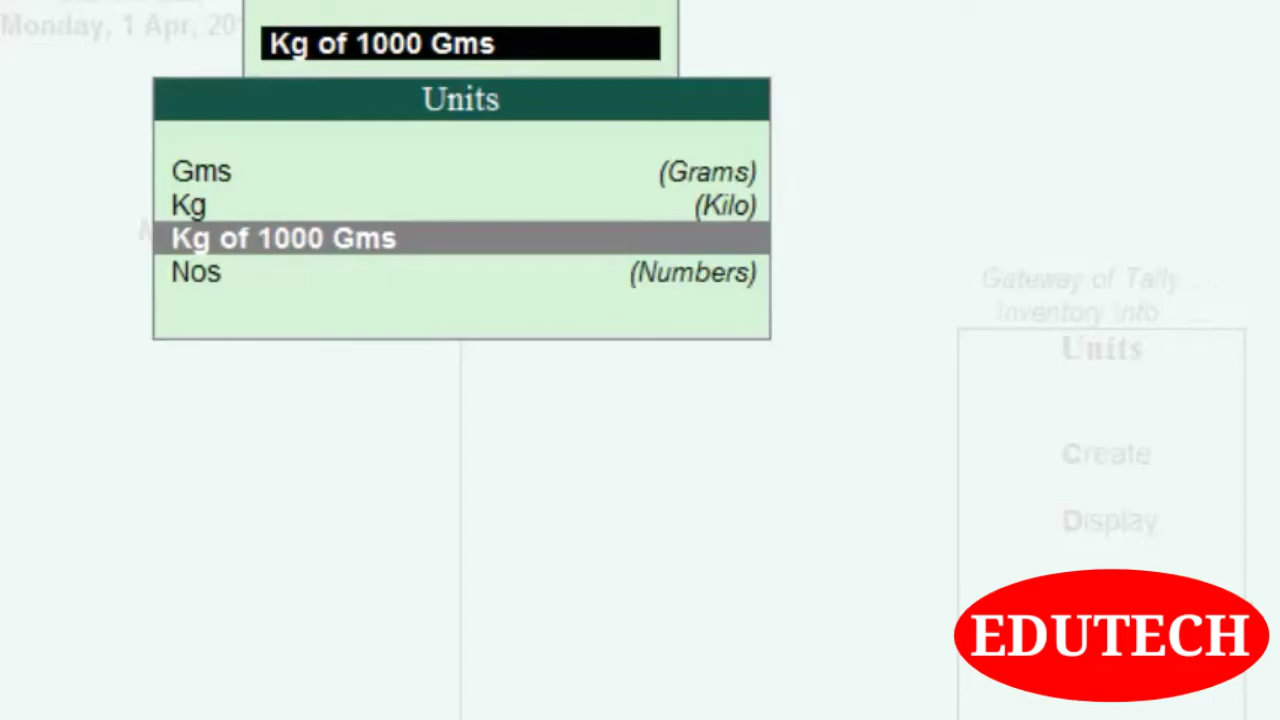 Monday, 1 Apr, 20
Kg of 1000 Gms
Units
Gms (Grams)
Kg (Kilo)
Kg of 1000 Gms
Nos (Numbers)
Gateway of Tally .....
Inventory Info. .....
Units
Create
Display
EDUTECH